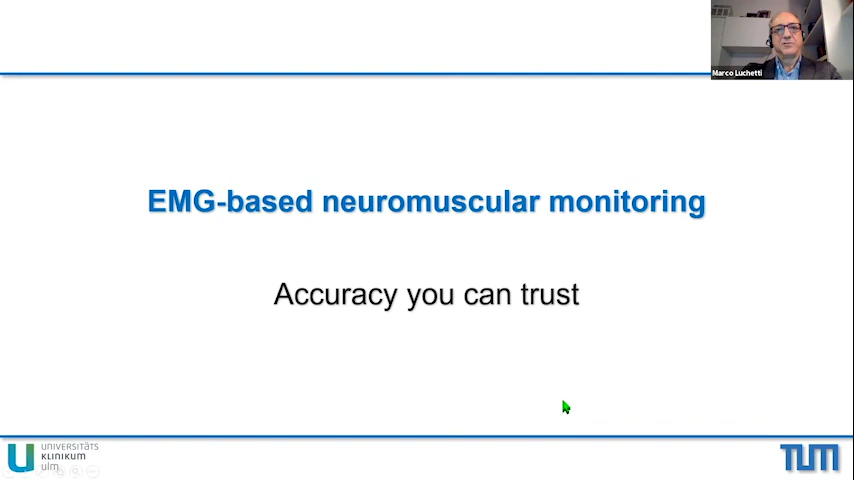 Marco Luchetti
EMG-based neuromuscular monitoring
Accuracy you can trust
UNIVERSITÄTS
KLINIKUM
ulm
TUM